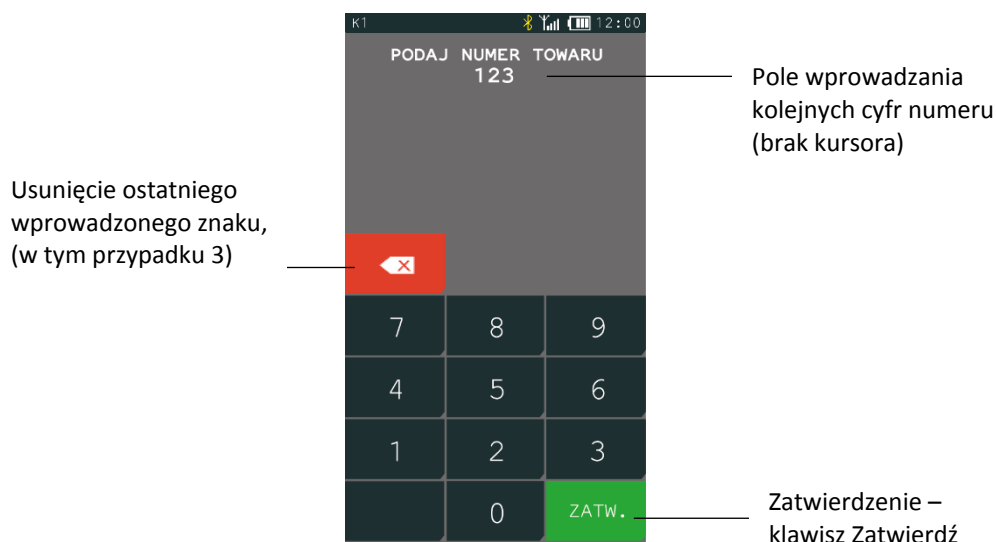 K1 12:00
PODAJ NUMER TOWARU
123
Pole wprowadzania
kolejnych cyfr numeru
(brak kursora)
Usunięcie ostatniego
wprowadzonego znaku,
(w tym przypadku 3)
7 8 9
4 5 6
1 2 3
0 ZATW.
Zatwierdzenie –
klawisz Zatwierdź